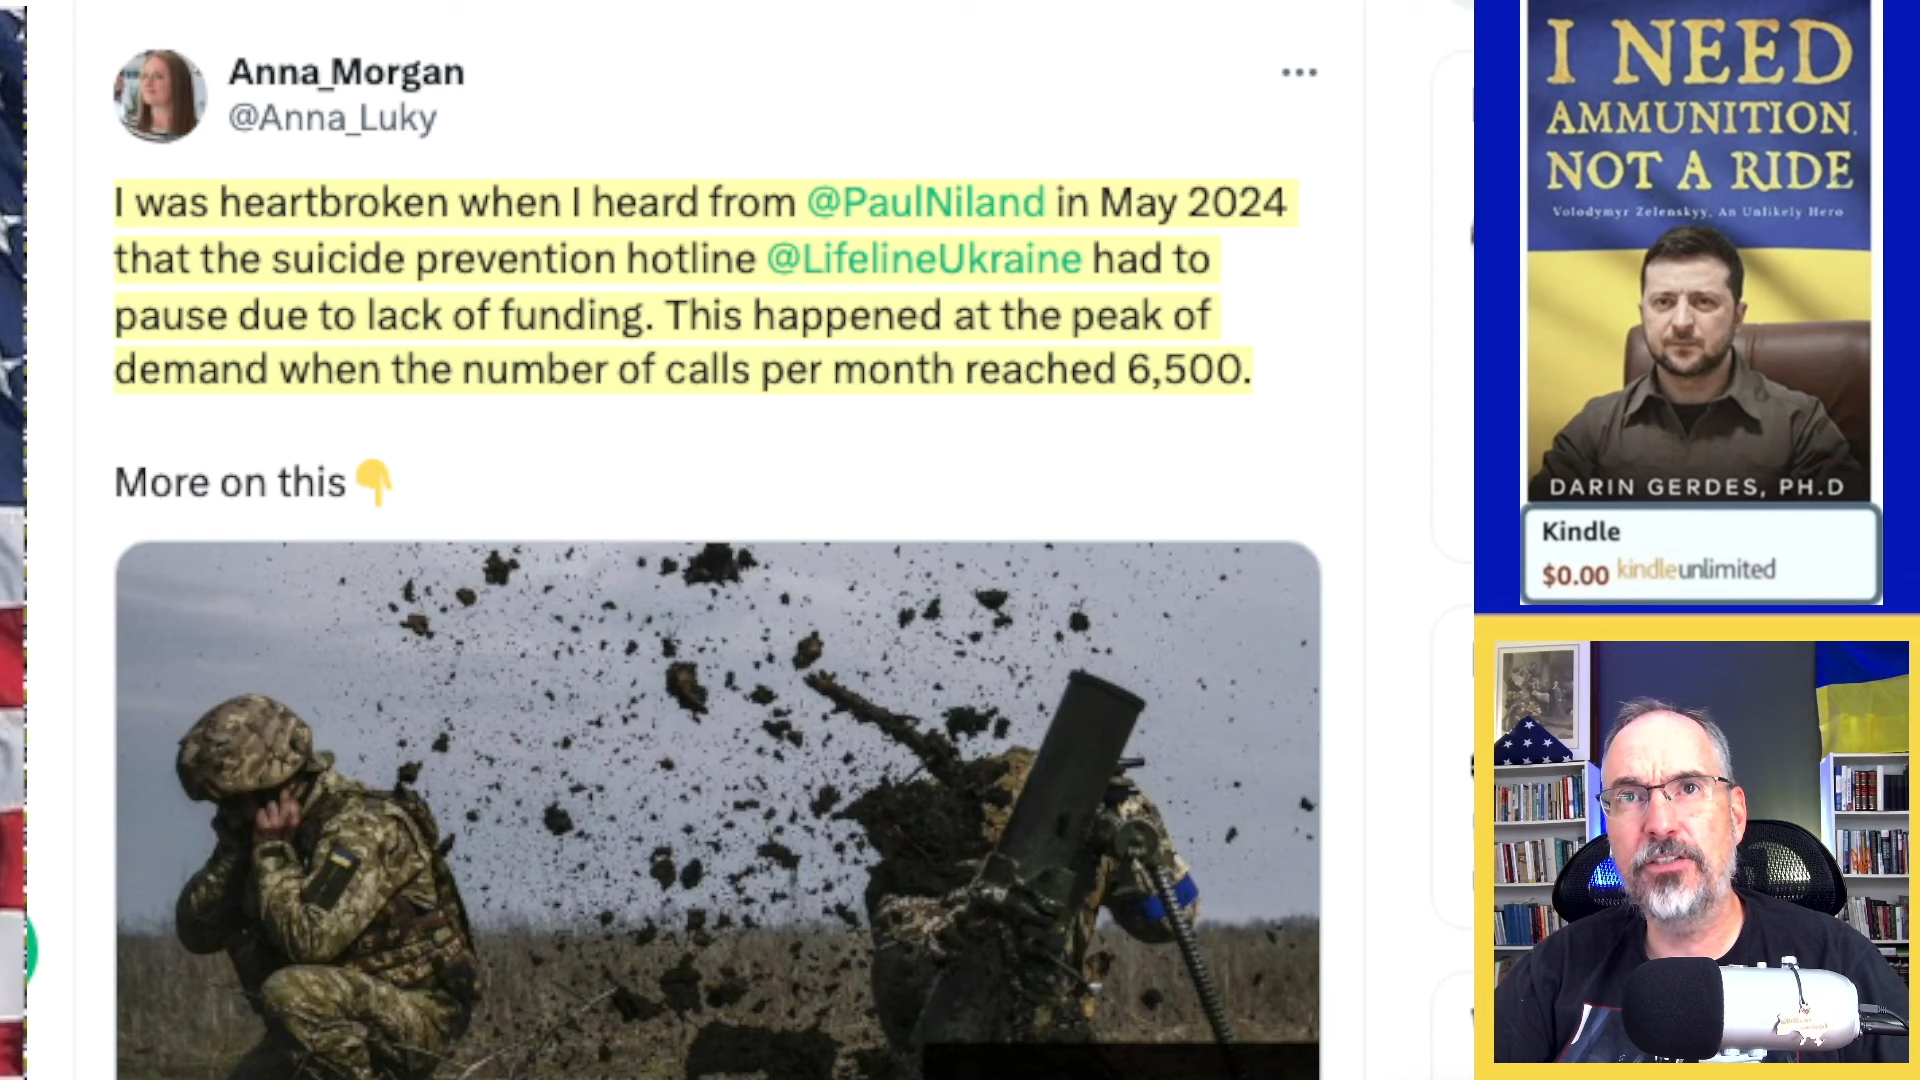 Anna_Morgan
@Anna_Luky
I was heartbroken when I heard from @PaulNiland in May 2024
that the suicide prevention hotline @LifelineUkraine had to
pause due to lack of funding. This happened at the peak of
demand when the number of calls per month reached 6,500.
More on this
I NEED
AMMUNITION,
NOT A RIDE
Volodymyr Zelenskyy, An Unlikely Hero
DARIN GERDES, PH.D
Kindle
$0.00 kindleunlimited